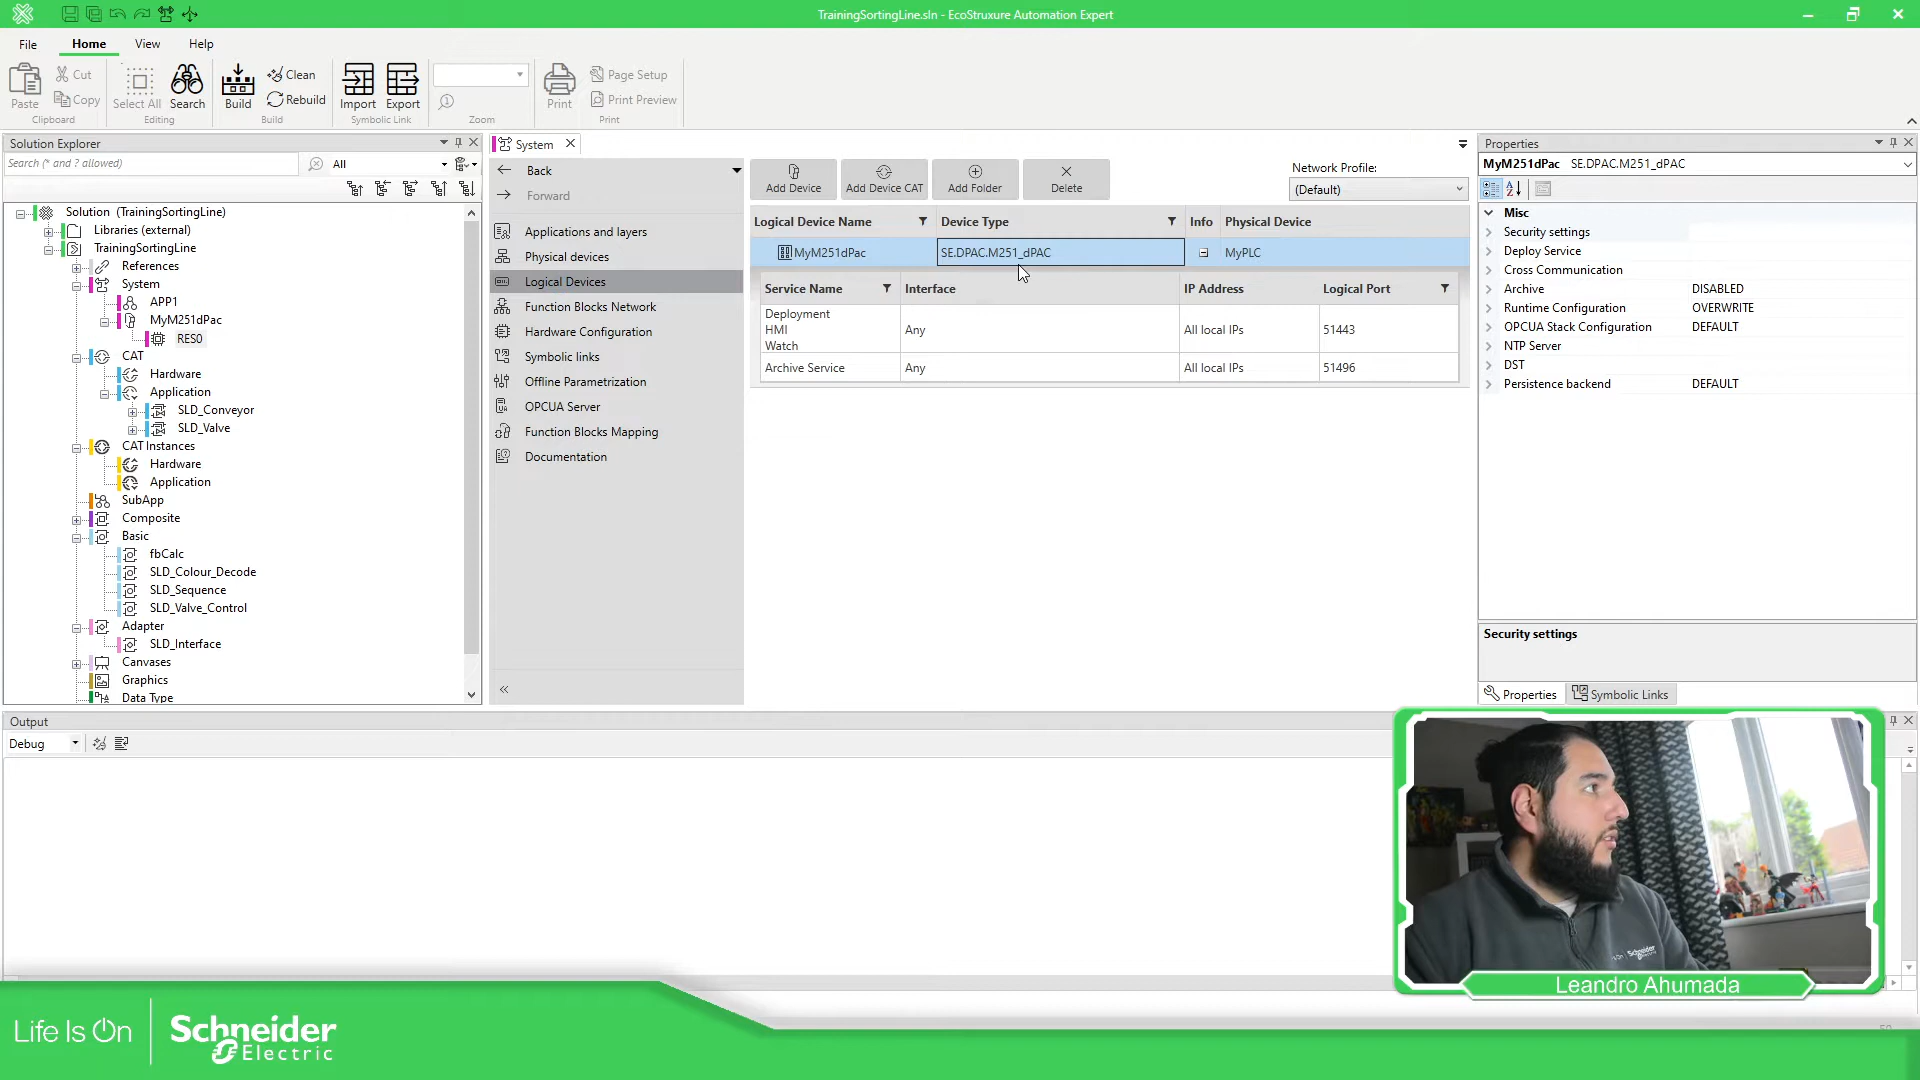 TrainingSortingLine.sln - EcoStruxure Automation Expert
File
Home
View
Help
Paste
Cut
Copy
Clipboard
Select All
Search
Editing
Build
Clean
Rebuild
Build
Import
Export
Symbolic Link
Zoom
Print
Page Setup
Print Preview
Print
Solution Explorer
Search (* and ? allowed)
All
Solution (TrainingSortingLine)
Libraries (external)
TrainingSortingLine
References
System
APP1
MyM251dPac
RES0
CAT
Hardware
Application
SLD_Conveyor
SLD_Valve
CAT Instances
Hardware
Application
SubApp
Composite
Basic
fbCalc
SLD_Colour_Decode
SLD_Sequence
SLD_Valve_Control
Adapter
SLD_Interface
Canvases
Graphics
Data Type
System
Back
Forward
Applications and layers
Physical devices
Logical Devices
Function Blocks Network
Hardware Configuration
Symbolic links
Offline Parametrization
OPCUA Server
Function Blocks Mapping
Documentation
Add Device
Add Device CAT
Add Folder
Delete
Network Profile:
(Default)
Logical Device Name Device Type Info Physical Device
MyM251dPac SE.DPAC.M251_dPAC MyPLC
Service Name Interface IP Address Logical Port
Deployment
HMI Any All local IPs 51443
Watch
Archive Service Any All local IPs 51496
Properties
MyM251dPac SE.DPAC.M251_dPAC
Misc
Security settings
Deploy Service
Cross Communication
Archive DISABLED
Runtime Configuration OVERWRITE
OPCUA Stack Configuration DEFAULT
NTP Server
DST
Persistence backend DEFAULT
Security settings
Properties
Symbolic Links
Output
Debug
Schneider
Leandro Ahumada
Life Is On
Schneider
Electric